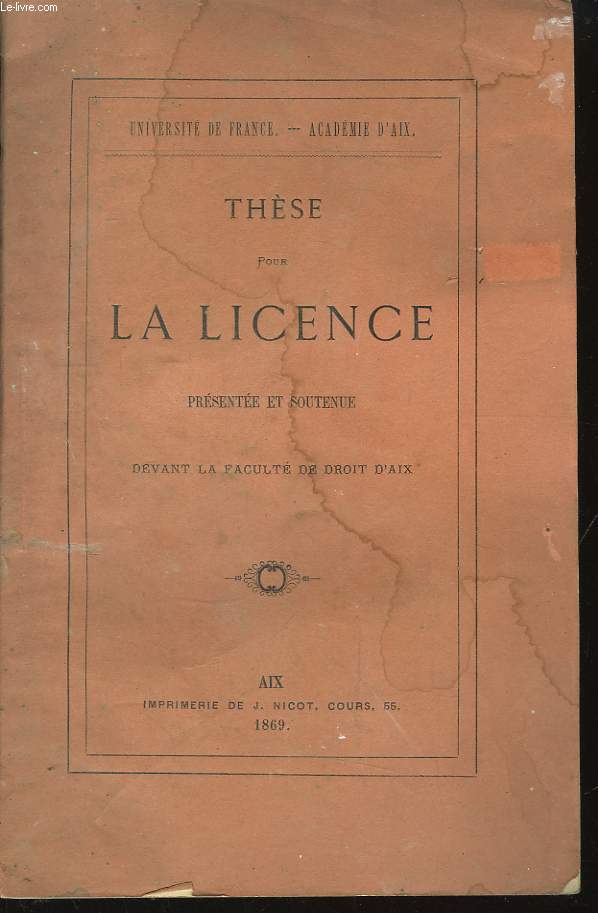 Le-livre.com
UNIVERSITÉ DE FRANCE. --- ACADÉMIE D'AIX.
THÈSE
POUR
LA LICENCE
PRÉSENTÉE ET SOUTENUE
DEVANT LA FACULTÉ DE DROIT D'AIX
AIX
IMPRIMERIE DE J. NICOT, COURS, 55.
1869.